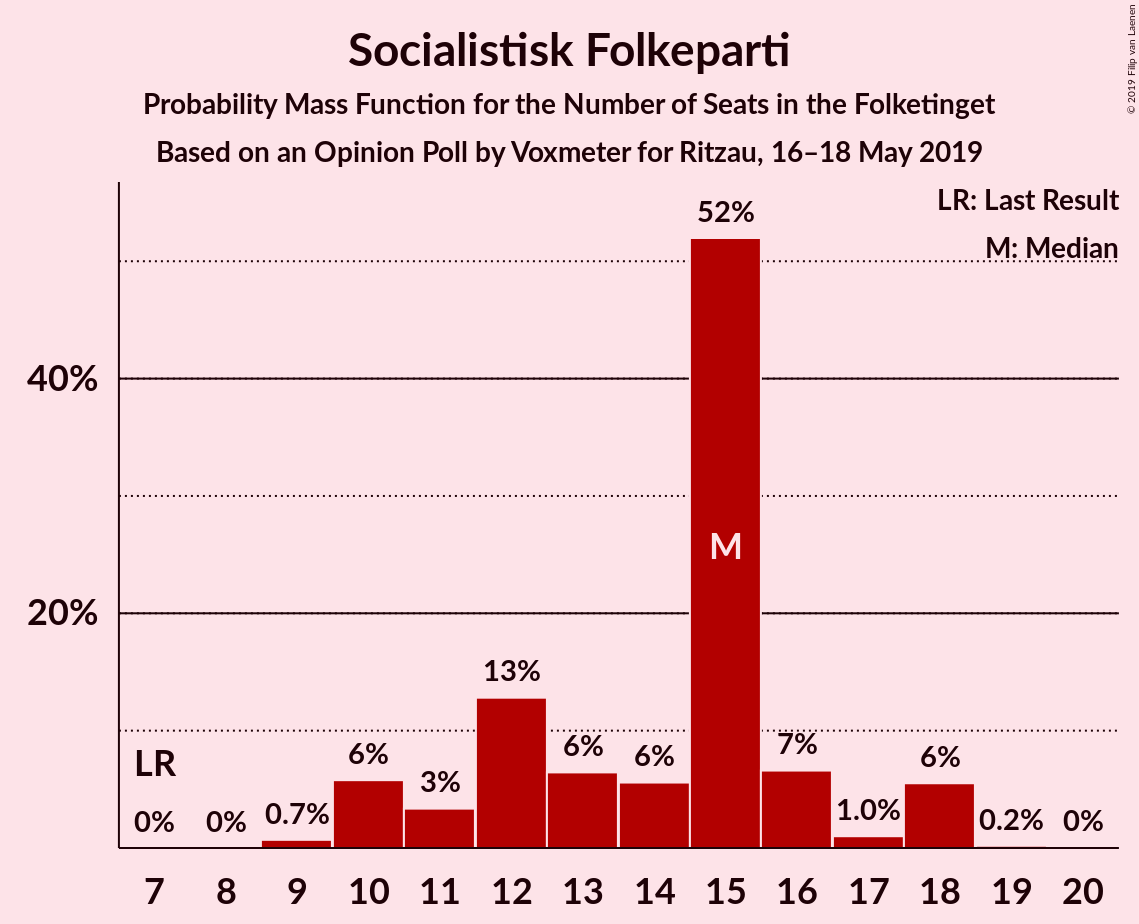 Socialistisk Folkeparti
Probability Mass Function for the Number of Seats in the Folketinget
Based on an Opinion Poll by Voxmeter for Ritzau, 16–18 May 2019
© 2019 Filip van Laenen
LR: Last Result
M: Median
52%
40%
M
20%
13%
LR
6%
3%
6%
6%
7%
6%
0%
0%
0.7%
1.0%
0.2%
0%
7 8 9 10 11 12 13 14 15 16 17 18 19 20